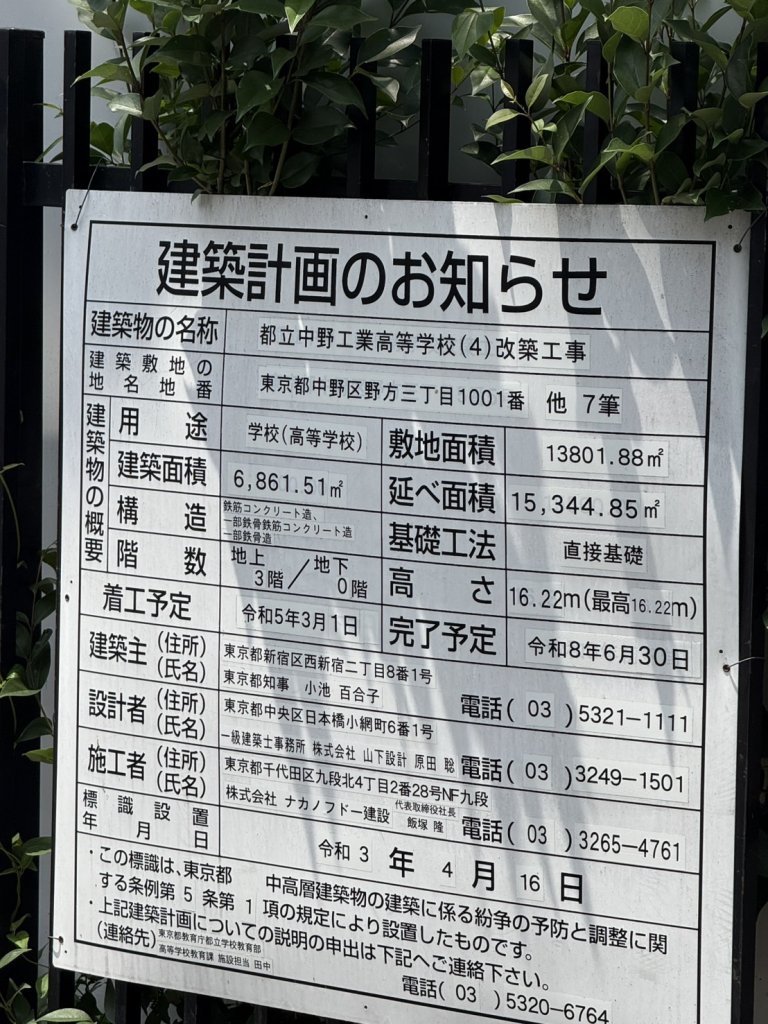 建築計画のお知らせ
建築物の名称 都立中野工業高等学校(4)改築工事
建築敷地の地名地番 東京都中野区野方三丁目1001番 他 7筆
建築物の概要
用途 学校(高等学校) 敷地面積 13801.88㎡
建築面積 6,861.51㎡ 延べ面積 15,344.85㎡
構造 鉄筋コンクリート造、
一部鉄骨鉄筋コンクリート造
一部鉄骨造
基礎工法 直接基礎
階数 地上3階/地下0階 高さ 16.22m(最高16.22m)
着工予定 令和5年3月1日 完了予定 令和8年6月30日
建築主 (住所) 東京都新宿区西新宿二丁目8番1号
(氏名) 東京都知事 小池 百合子 電話( 03 )5321-1111
設計者 (住所) 東京都中央区日本橋小網町6番1号
(氏名) 一級建築士事務所 株式会社 山下設計 原田 聡 電話( 03 )3249-1501
施工者 (住所) 東京都千代田区九段北4丁目2番28号NF九段
(氏名) 株式会社 ナカノフドー建設 代表取締役社長 飯塚 隆 電話( 03 )3265-4761
標識設置年月日 令和 3 年 4 月 16 日
・この標識は、東京都 中高層建築物の建築に係る紛争の予防と調整に関
する条例第 5 条第 1 項の規定により設置したものです。
・上記建築計画についての説明の申出は下記へご連絡下さい。
(連絡先) 東京都教育庁都立学校教育部
高等学校教育課 施設担当 田中
電話( 03 )5320-6764